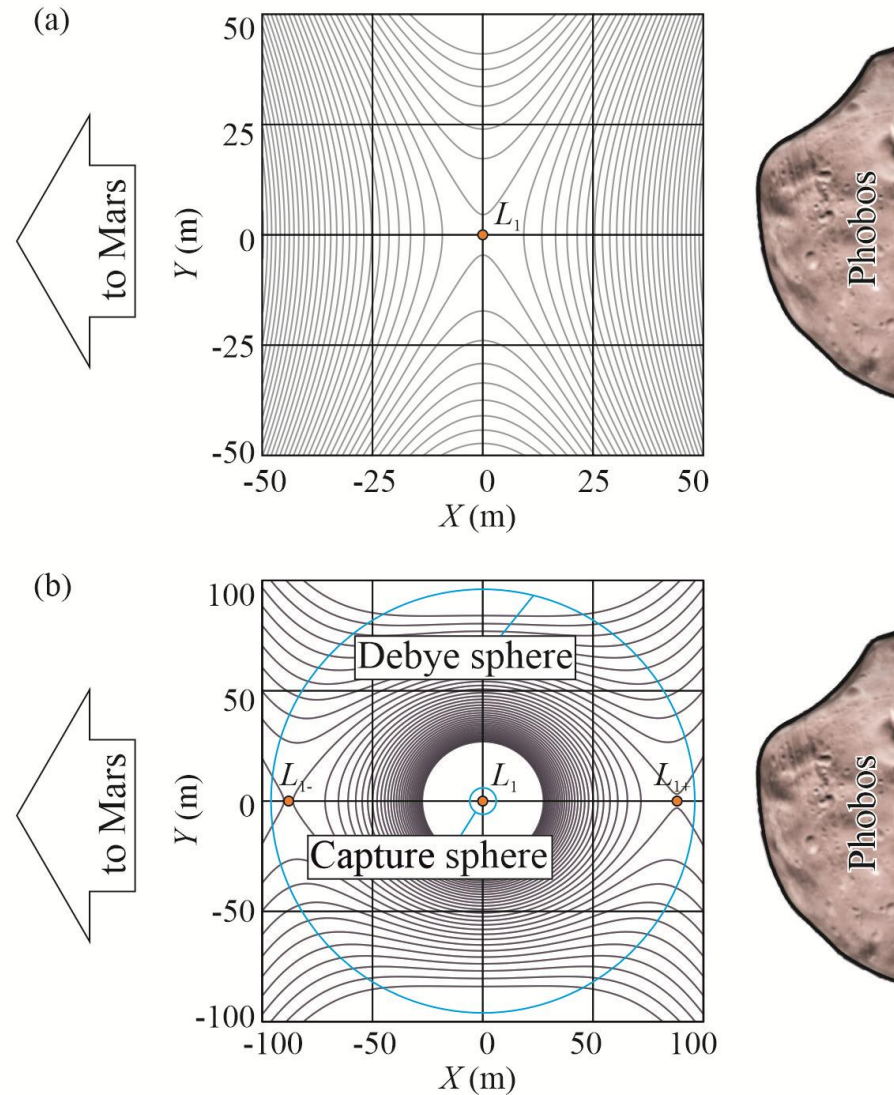 (a)
50
25
0
-25
-50
Y (m)
-50 -25 0 25 50
X (m)
L1
to Mars
Phobos
(b)
100
50
0
-50
-100
Y (m)
-100 -50 0 50 100
X (m)
Debye sphere
L1-
L1
L1+
Capture sphere
to Mars
Phobos